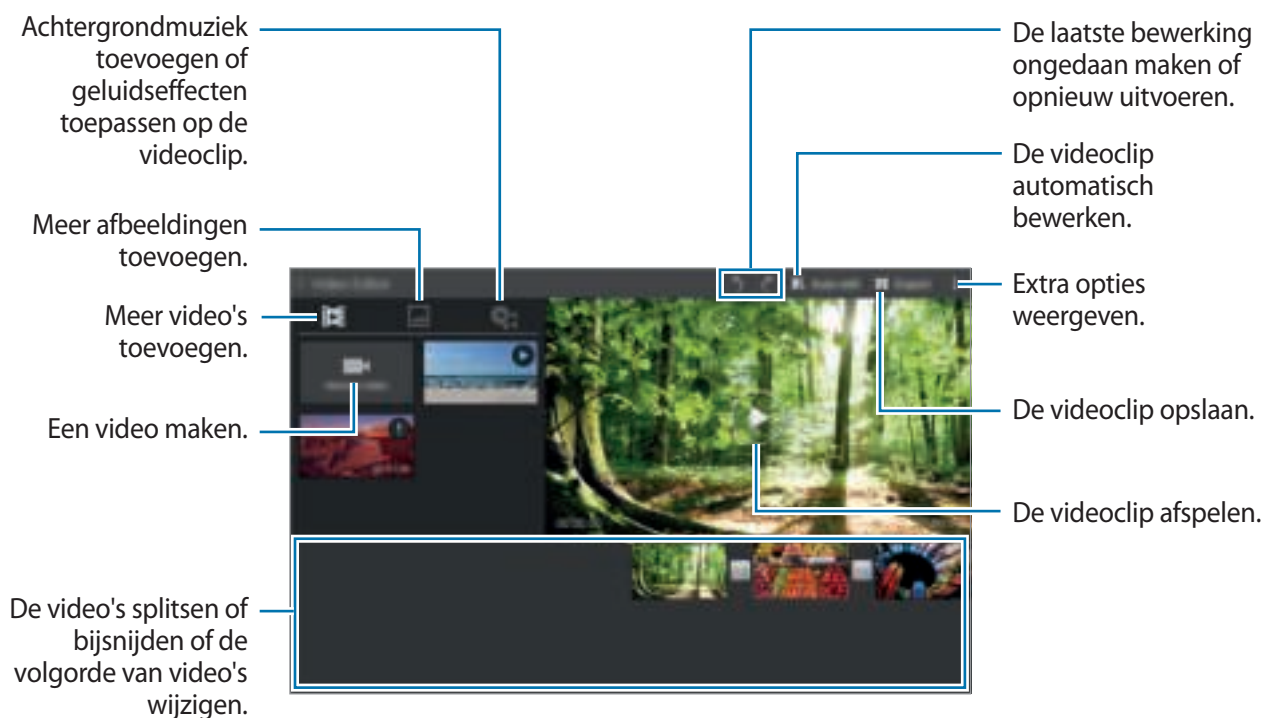 Achtergrondmuziek
toevoegen of
geluidseffecten
toepassen op de
videoclip.
Meer afbeeldingen
toevoegen.
Meer video's
toevoegen.
Een video maken.
De video's splitsen of
bijsnijden of de
volgorde van video's
wijzigen.
De laatste bewerking
ongedaan maken of
opnieuw uitvoeren.
De videoclip
automatisch
bewerken.
Extra opties
weergeven.
De videoclip opslaan.
De videoclip afspelen.